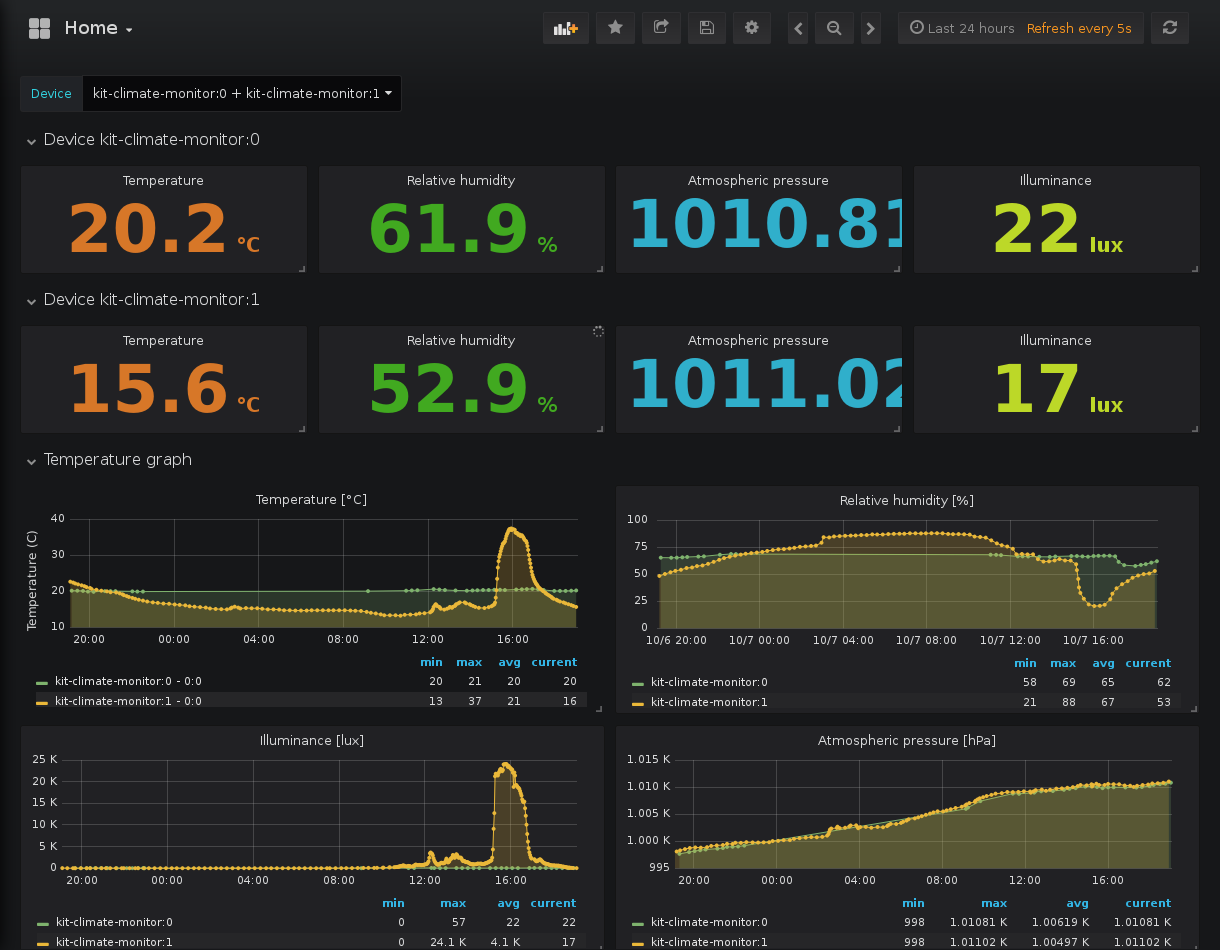 Home
Last 24 hours Refresh every 5s
Device kit-climate-monitor:0 + kit-climate-monitor:1
Device kit-climate-monitor:0
Temperature Relative humidity Atmospheric pressure Illuminance
20.2 °C 61.9 % 1010.81 22 lux
Device kit-climate-monitor:1
Temperature Relative humidity Atmospheric pressure Illuminance
15.6 °C 52.9 % 1011.02 17 lux
Temperature graph
Temperature [°C]
Temperature (C)
40
30
20
10
20:00 00:00 04:00 08:00 12:00 16:00
min max avg current
kit-climate-monitor:0 - 0:0 20 21 20 20
kit-climate-monitor:1 - 0:0 13 37 21 16
Relative humidity [%]
100
75
50
25
0
10/6 20:00 10/7 00:00 10/7 04:00 10/7 08:00 10/7 12:00 10/7 16:00
min max avg current
kit-climate-monitor:0 58 69 65 62
kit-climate-monitor:1 21 88 67 53
Illuminance [lux]
25 K
20 K
15 K
10 K
5 K
0
20:00 00:00 04:00 08:00 12:00 16:00
min max avg current
kit-climate-monitor:0 0 57 22 22
kit-climate-monitor:1 0 24.1 K 4.1 K 17
Atmospheric pressure [hPa]
1.015 K
1.010 K
1.005 K
1.000 K
995
20:00 00:00 04:00 08:00 12:00 16:00
min max avg current
kit-climate-monitor:0 998 1.01081 K 1.00619 K 1.01081 K
kit-climate-monitor:1 998 1.01102 K 1.00497 K 1.01102 K